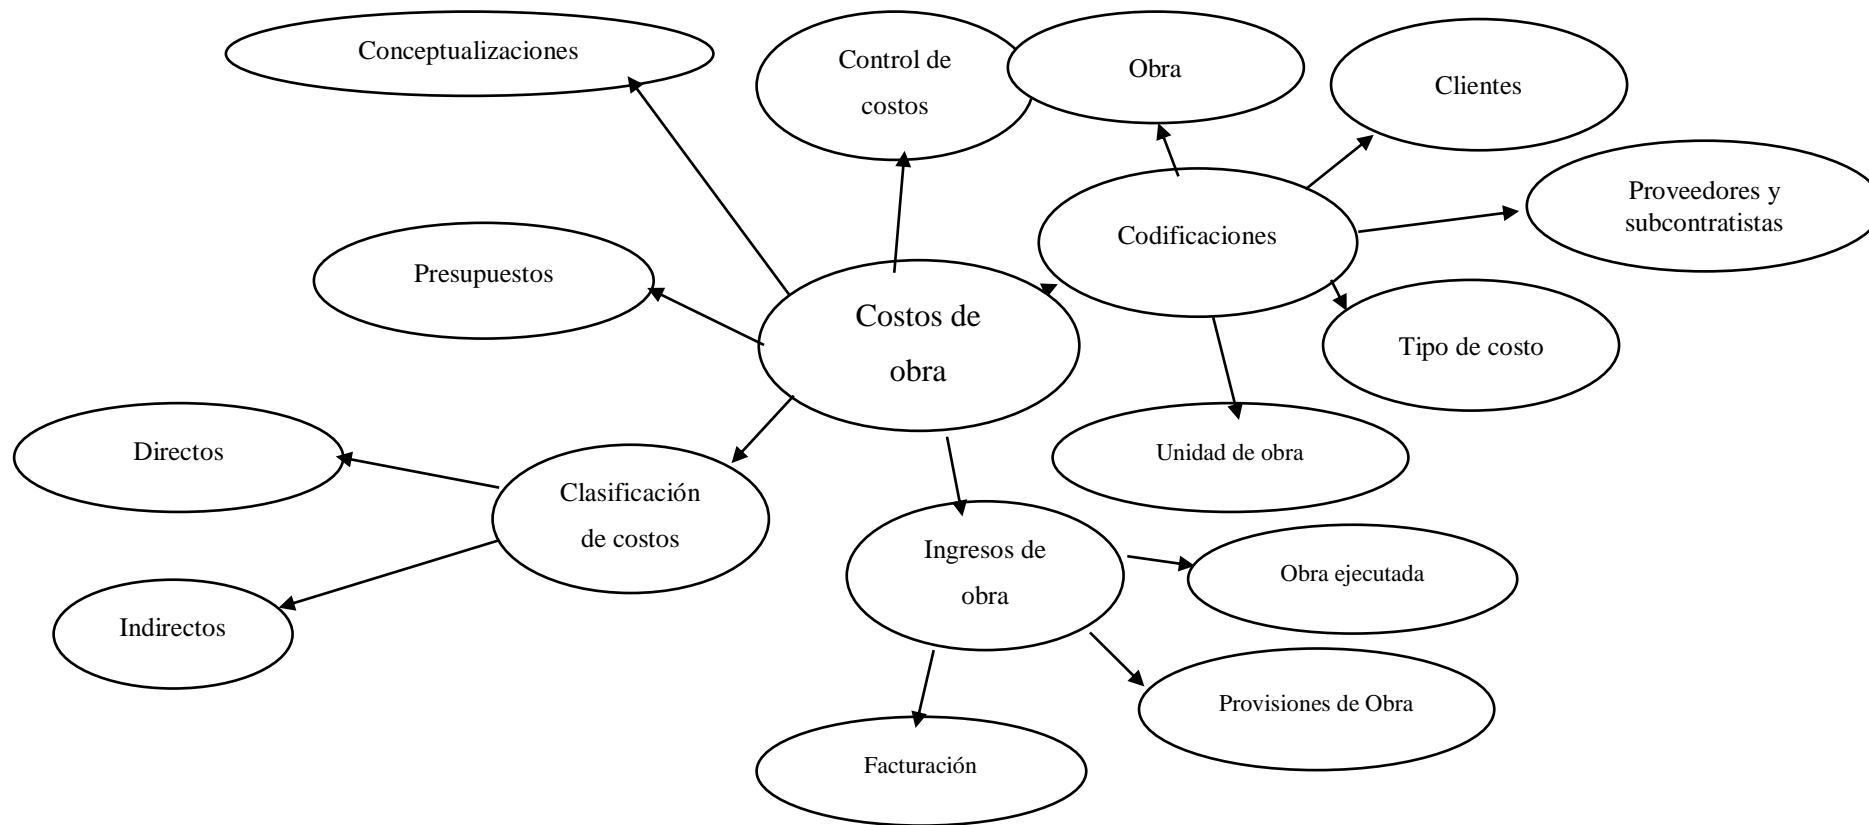 Conceptualizaciones
Control de
costos
Obra
Clientes
Proveedores y
subcontratistas
Codificaciones
Presupuestos
Costos de
obra
Tipo de costo
Directos
Unidad de obra
Clasificación
de costos
Ingresos de
obra
Obra ejecutada
Indirectos
Provisiones de Obra
Facturación